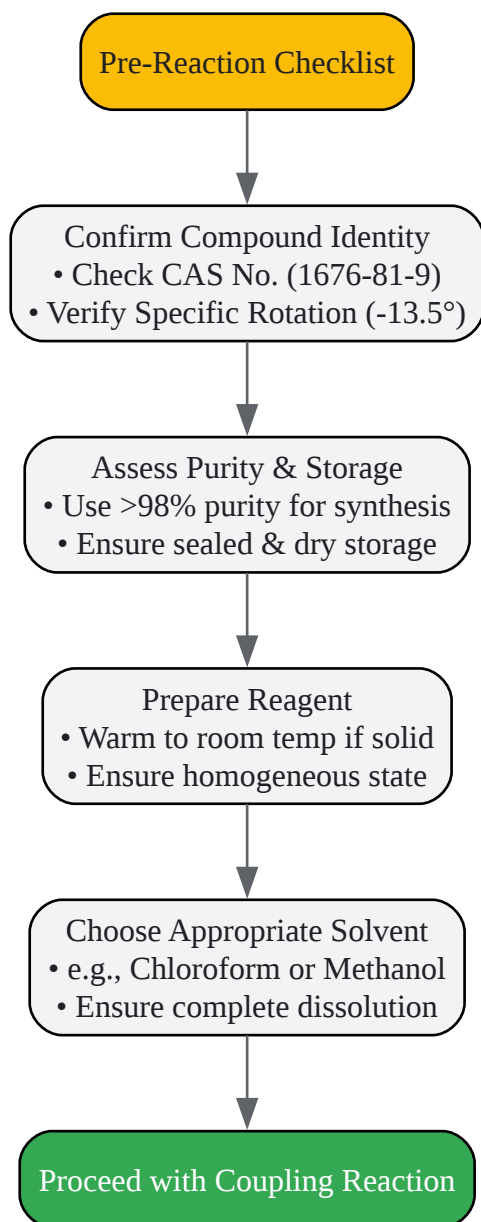 Pre-Reaction Checklist
Confirm Compound Identity
• Check CAS No. (1676-81-9)
• Verify Specific Rotation (-13.5°)
Assess Purity & Storage
• Use >98% purity for synthesis
• Ensure sealed & dry storage
Prepare Reagent
• Warm to room temp if solid
• Ensure homogeneous state
Choose Appropriate Solvent
• e.g., Chloroform or Methanol
• Ensure complete dissolution
Proceed with Coupling Reaction